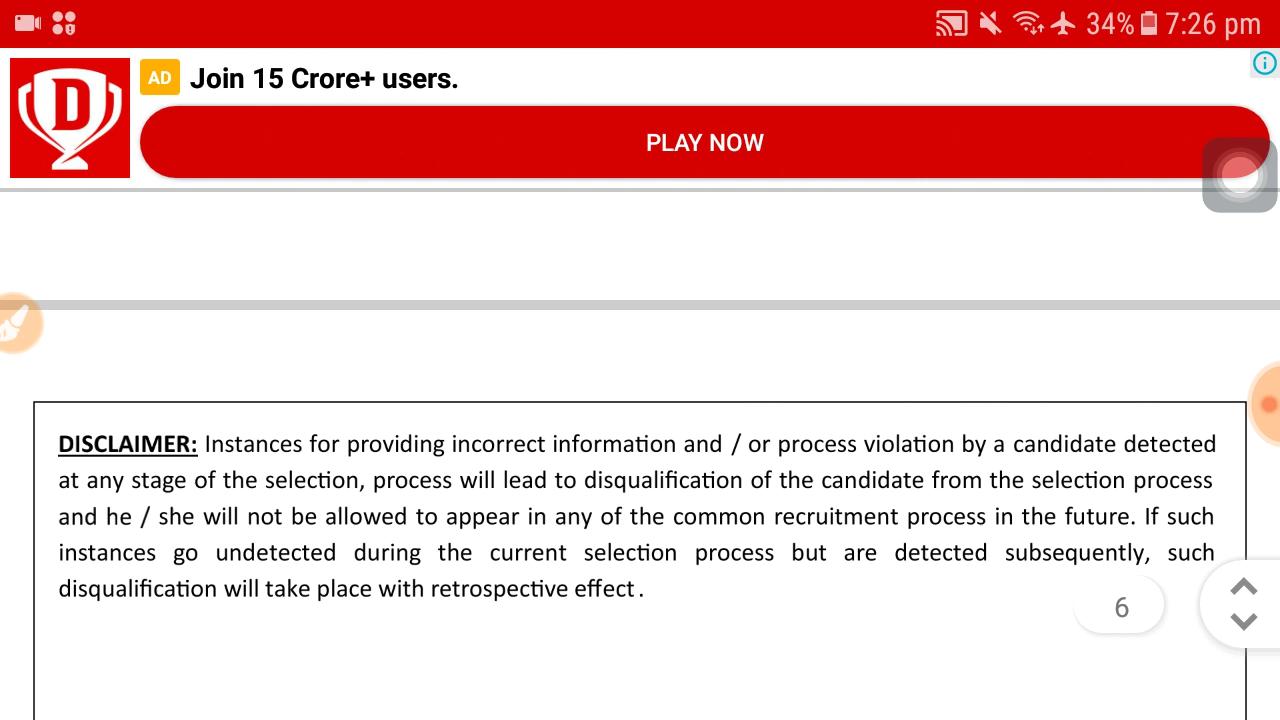 34% 7:26 pm
D
AD Join 15 Crore+ users.
PLAY NOW
DISCLAIMER: Instances for providing incorrect information and / or process violation by a candidate detected
at any stage of the selection, process will lead to disqualification of the candidate from the selection process
and he / she will not be allowed to appear in any of the common recruitment process in the future. If such
instances go undetected during the current selection process but are detected subsequently, such
disqualification will take place with retrospective effect.
6